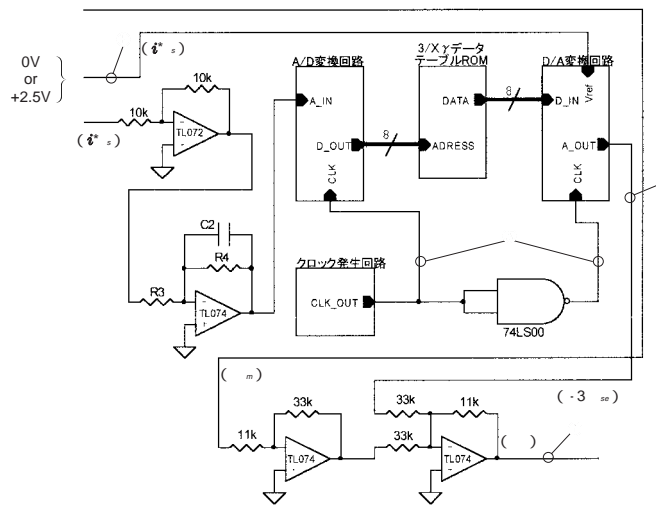 (i* s)
0V
or
+2.5V
10k
10k
(i* s)
TL072
A/D変換回路
A_IN
D_OUT
CLK
8
3/Xγデータ
テーブルROM
DATA
ADRESS
8
D/A変換回路
Vref
D_IN
A_OUT
CLK
C2
R4
R3
TL074
クロック発生回路
CLK_OUT
74LS00
( m)
33k
11k
TL074
33k
33k
11k
TL074
(-3 se)
( )